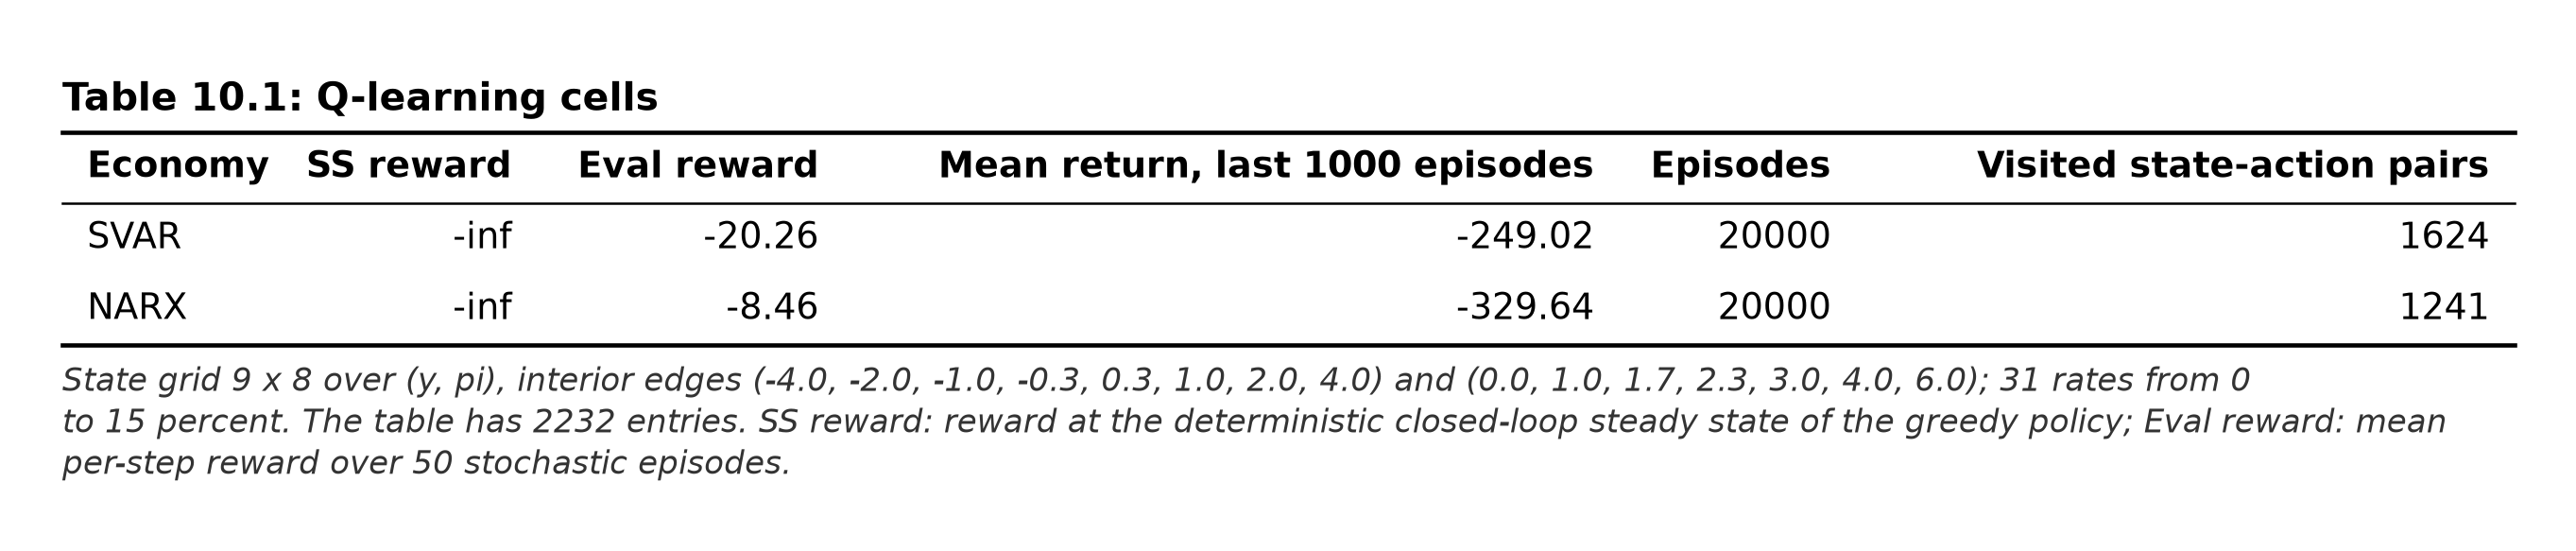 Table 10.1: Q-learning cells
Economy SS reward Eval reward Mean return, last 1000 episodes Episodes Visited state-action pairs
SVAR -inf -20.26 -249.02 20000 1624
NARX -inf -8.46 -329.64 20000 1241
State grid 9 x 8 over (y, pi), interior edges (-4.0, -2.0, -1.0, -0.3, 0.3, 1.0, 2.0, 4.0) and (0.0, 1.0, 1.7, 2.3, 3.0, 4.0, 6.0); 31 rates from 0
to 15 percent. The table has 2232 entries. SS reward: reward at the deterministic closed-loop steady state of the greedy policy; Eval reward: mean
per-step reward over 50 stochastic episodes.